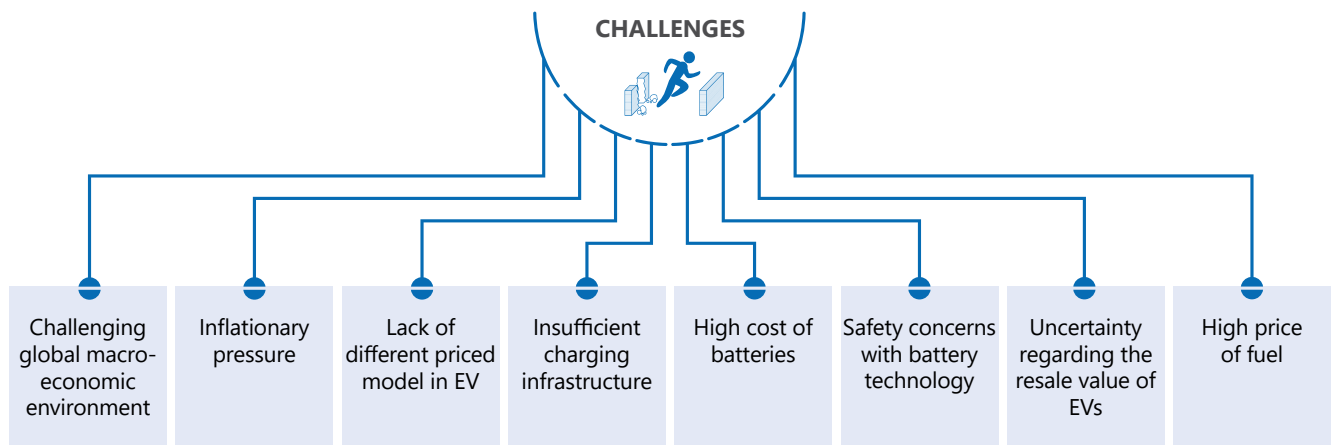 CHALLENGES
Challenging
global macro-
economic
environment
Inflationary
pressure
Lack of
different priced
model in EV
Insufficient
charging
infrastructure
High cost of
batteries
Safety concerns
with battery
technology
Uncertainty
regarding the
resale value of
EVs
High price
of fuel